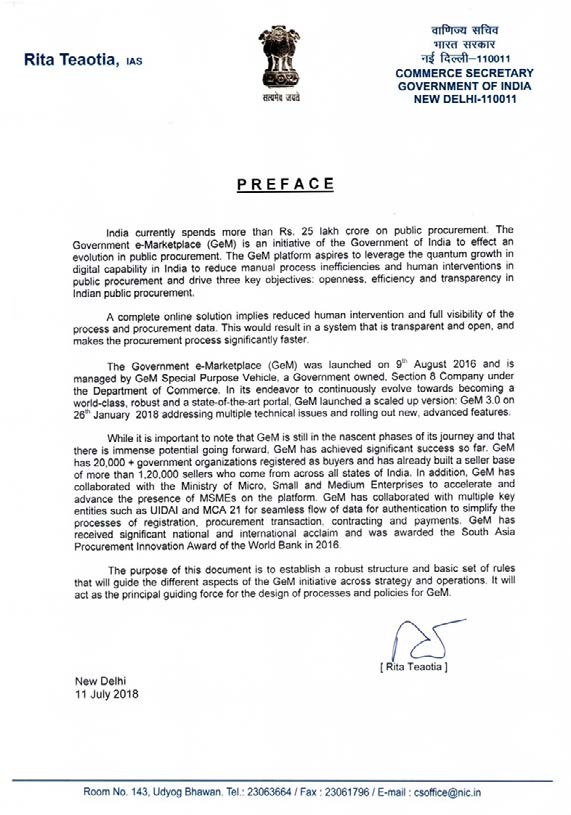 Rita Teaotia, IAS
सत्यमेव जयते
वाणिज्य सचिव
भारत सरकार
नई दिल्ली–110011
COMMERCE SECRETARY
GOVERNMENT OF INDIA
NEW DELHI-110011
PREFACE
India currently spends more than Rs. 25 lakh crore on public procurement. The
Government e-Marketplace (GeM) is an initiative of the Government of India to effect an
evolution in public procurement. The GeM platform aspires to leverage the quantum growth in
digital capability in India to reduce manual process inefficiencies and human interventions in
public procurement and drive three key objectives: openness, efficiency and transparency in
Indian public procurement.
A complete online solution implies reduced human intervention and full visibility of the
process and procurement data. This would result in a system that is transparent and open, and
makes the procurement process significantly faster.
The Government e-Marketplace (GeM) was launched on 9th August 2016 and is
managed by GeM Special Purpose Vehicle, a Government owned, Section 8 Company under
the Department of Commerce. In its endeavor to continuously evolve towards becoming a
world-class, robust and a state-of-the-art portal, GeM launched a scaled up version: GeM 3.0 on
26th January 2018 addressing multiple technical issues and rolling out new, advanced features.
While it is important to note that GeM is still in the nascent phases of its journey and that
there is immense potential going forward, GeM has achieved significant success so far. GeM
has 20,000 + government organizations registered as buyers and has already built a seller base
of more than 1,20,000 sellers who come from across all states of India. In addition, GeM has
collaborated with the Ministry of Micro, Small and Medium Enterprises to accelerate and
advance the presence of MSMEs on the platform. GeM has collaborated with multiple key
entities such as UIDAI and MCA 21 for seamless flow of data for authentication to simplify the
processes of registration, procurement transaction, contracting and payments. GeM has
received significant national and international acclaim and was awarded the South Asia
Procurement Innovation Award of the World Bank in 2016.
The purpose of this document is to establish a robust structure and basic set of rules
that will guide the different aspects of the GeM initiative across strategy and operations. It will
act as the principal guiding force for the design of processes and policies for GeM.
[ Rita Teaotia ]
New Delhi
11 July 2018
Room No. 143, Udyog Bhawan. Tel.: 23063664 / Fax : 23061796 / E-mail : csoffice@nic.in